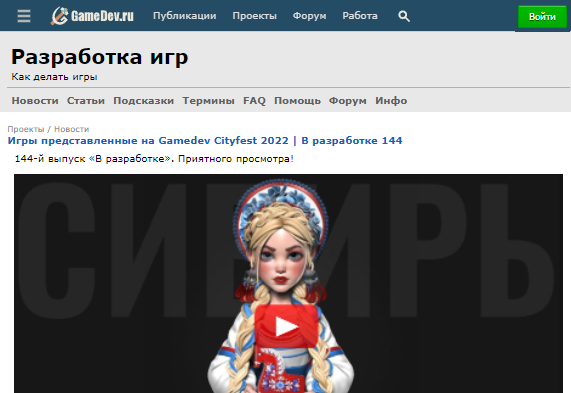 GameDev.ru Публикации Проекты Форум Работа Войти
Разработка игр
Как делать игры
Новости Статьи Подсказки Термины FAQ Помощь Форум Инфо
Проекты / Новости
Игры представленные на Gamedev Cityfest 2022 | В разработке 144
144-й выпуск «В разработке». Приятного просмотра!
СИБИРЬ